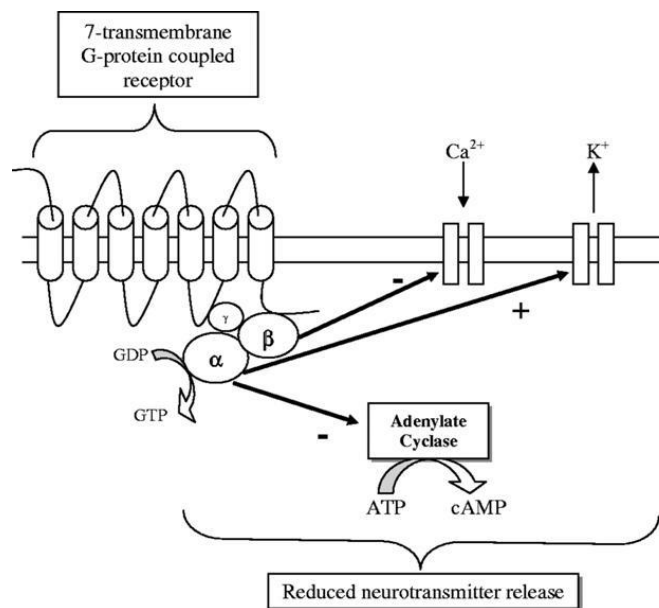 7-transmembrane
G-protein coupled
receptor
Ca²⁺
K⁺
-
+
γ
β
α
GDP
GTP
-
Adenylate
Cyclase
ATP
cAMP
Reduced neurotransmitter release